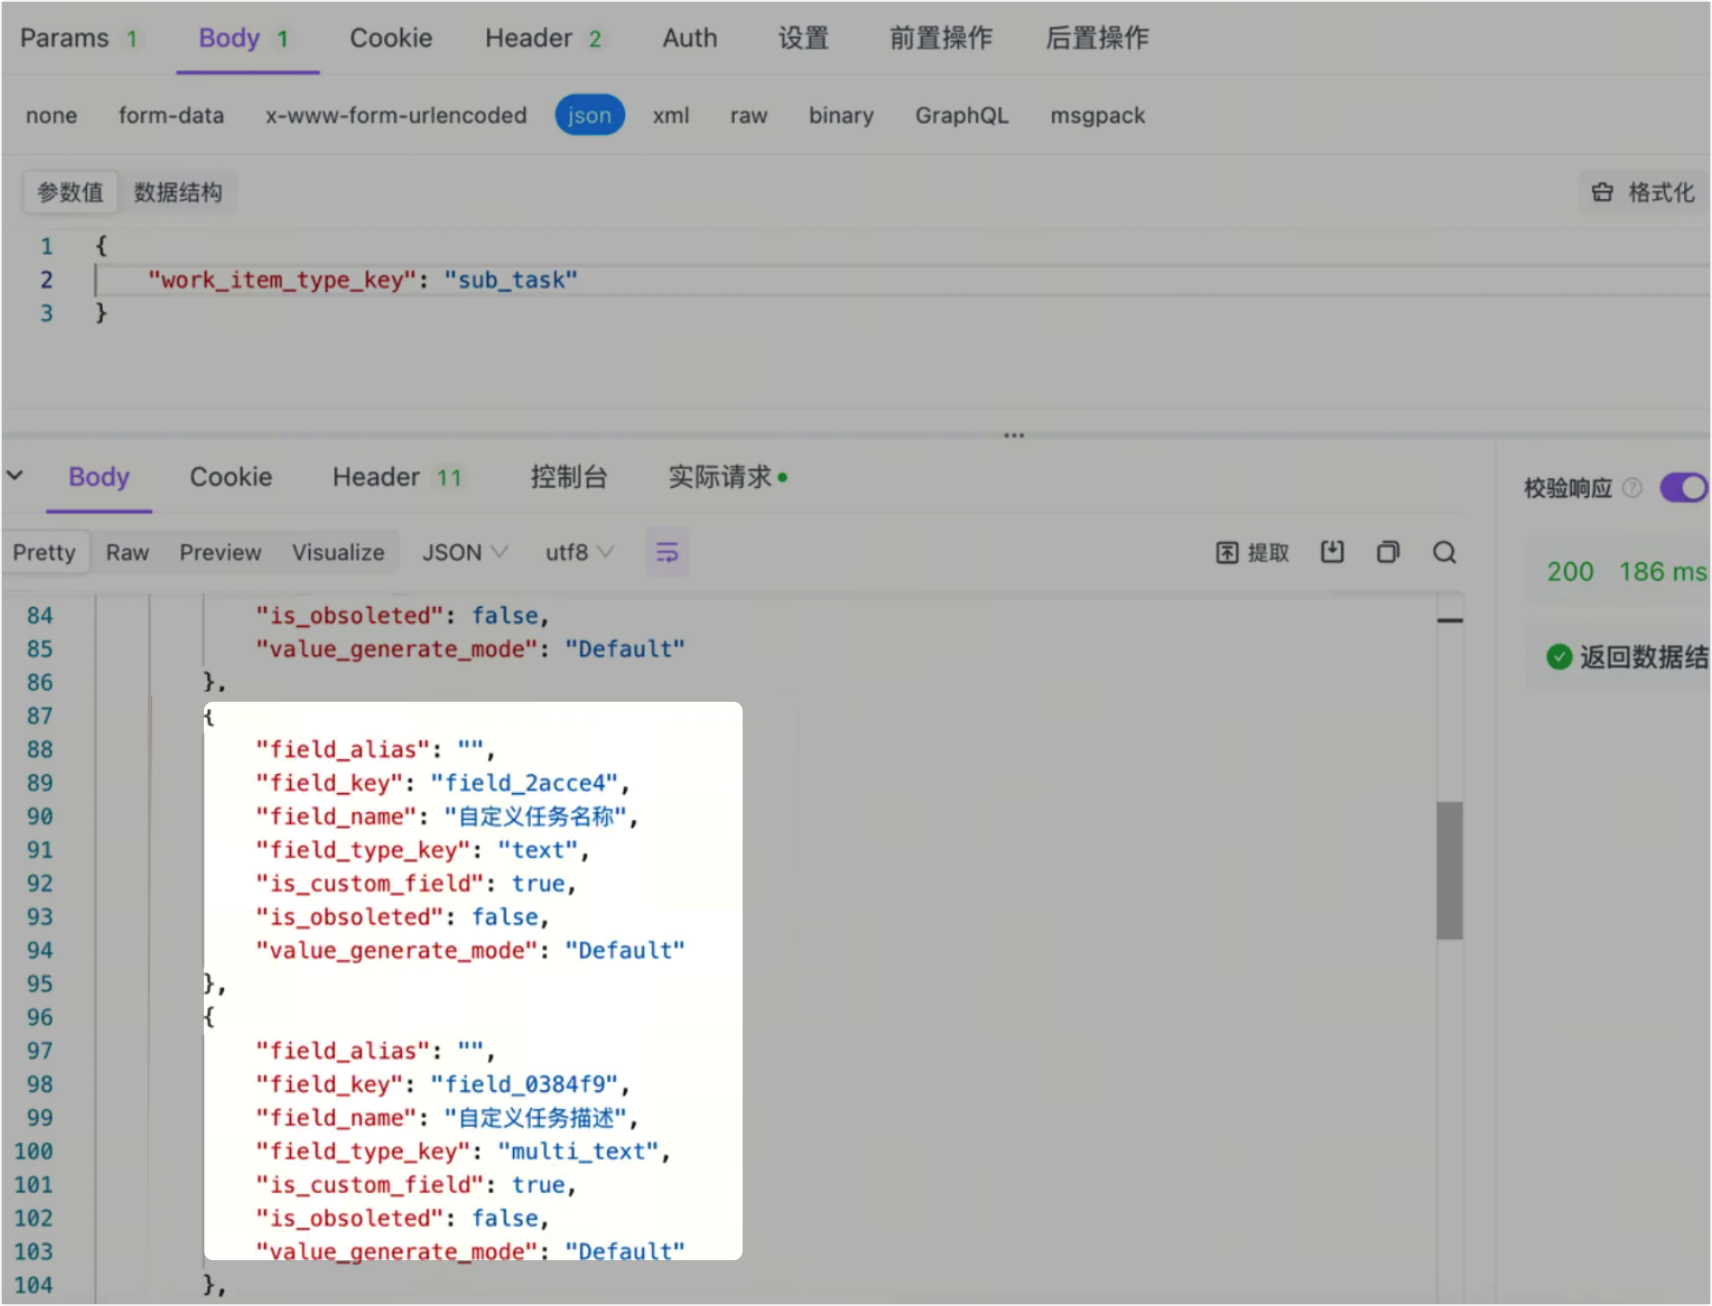 Params 1 Body 1 Cookie Header 2 Auth 设置 前置操作 后置操作
none form-data x-www-form-urlencoded json xml raw binary GraphQL msgpack
参数值 数据结构 格式化
1 {
2 "work_item_type_key": "sub_task"
3 }
...
Body Cookie Header 11 控制台 实际请求
校验响应 ?
Pretty Raw Preview Visualize JSON utf8 提取
200 186 ms
返回数据结
84 "is_obsoleted": false,
85 "value_generate_mode": "Default"
86 },
87 {
88 "field_alias": "",
89 "field_key": "field_2acce4",
90 "field_name": "自定义任务名称",
91 "field_type_key": "text",
92 "is_custom_field": true,
93 "is_obsoleted": false,
94 "value_generate_mode": "Default"
95 },
96 {
97 "field_alias": "",
98 "field_key": "field_0384f9",
99 "field_name": "自定义任务描述",
100 "field_type_key": "multi_text",
101 "is_custom_field": true,
102 "is_obsoleted": false,
103 "value_generate_mode": "Default"
104 },